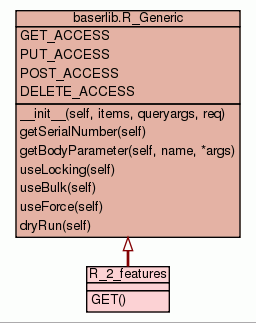 baserlib.R_Generic
GET_ACCESS
PUT_ACCESS
POST_ACCESS
DELETE_ACCESS
__init__(self, items, queryargs, req)
getSerialNumber(self)
getBodyParameter(self, name, *args)
useLocking(self)
useBulk(self)
useForce(self)
dryRun(self)
R_2_features
GET()